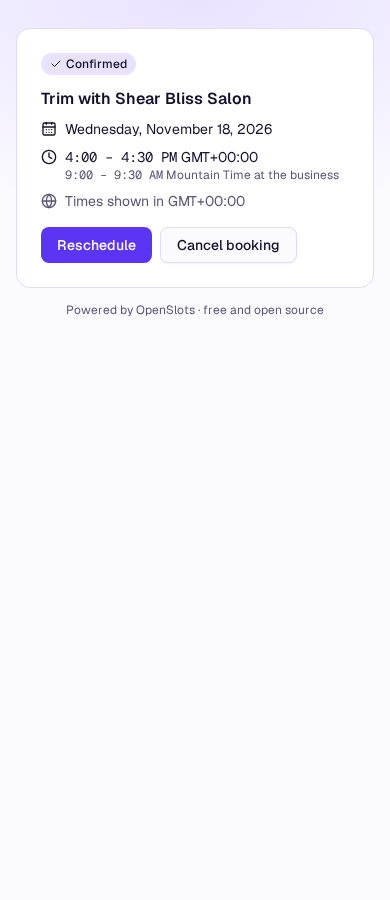 Confirmed
Trim with Shear Bliss Salon
Wednesday, November 18, 2026
4:00 – 4:30 PM GMT+00:00
9:00 – 9:30 AM Mountain Time at the business
Times shown in GMT+00:00
Reschedule
Cancel booking
Powered by OpenSlots · free and open source